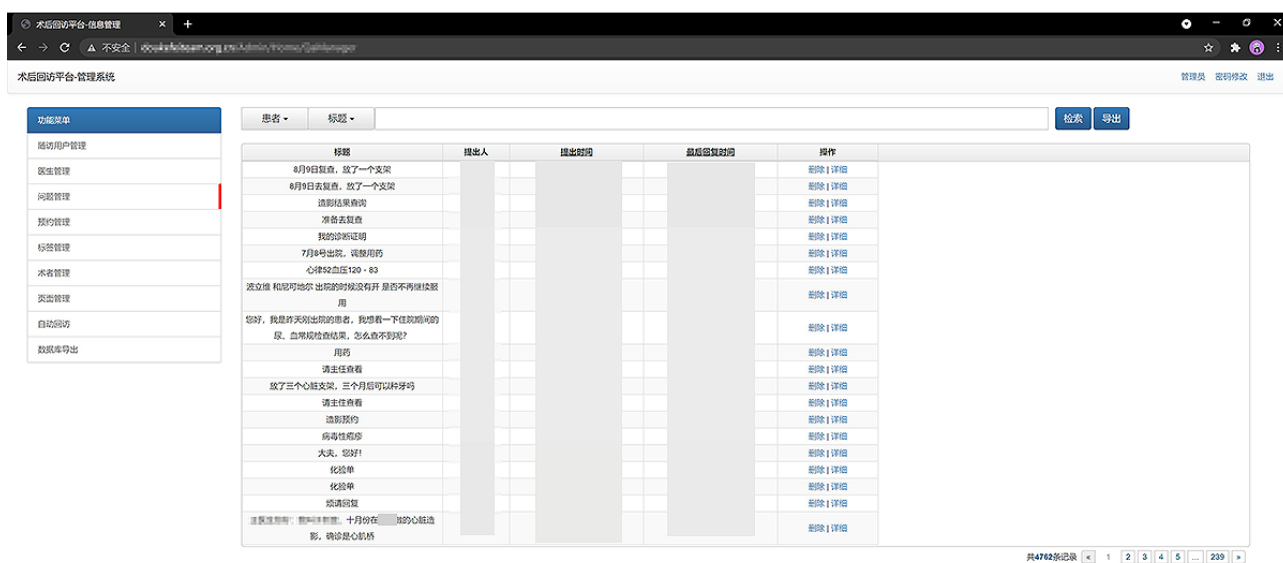 术后回访平台-信息管理
不安全
术后回访平台-管理系统
管理员 密码修改 退出
功能菜单
随访用户管理
医生管理
问题管理
预约管理
标签管理
术者管理
页面管理
自动回访
数据库导出
患者 标题 检索 导出
标题 提出人 提出时间 最后回复时间 操作
8月9日复查，放了一个支架 删除 | 详细
8月9日去复查，放了一个支架 删除 | 详细
造影结果查询 删除 | 详细
准备去复查 删除 | 详细
我的诊断证明 删除 | 详细
7月8号出院，调整用药 删除 | 详细
心律52血压120 - 83 删除 | 详细
波立维 和尼可地尔 出院的时候没有开 是否不再继续服
用 删除 | 详细
您好，我是昨天刚出院的患者，我想看一下住院期间的
尿、血常规检查结果，怎么查不到呢? 删除 | 详细
用药 删除 | 详细
请主任查看 删除 | 详细
放了三个心脏支架，三个月后可以种牙吗 删除 | 详细
请主任查看 删除 | 详细
造影预约 删除 | 详细
病毒性疱疹 删除 | 详细
大夫，您好! 删除 | 详细
化验单 删除 | 详细
化验单 删除 | 详细
烦请回复 删除 | 详细
十月份在 做的心脏造
影，确诊是心肌桥 删除 | 详细
共4762条记录 « 1 2 3 4 5 ... 239 »